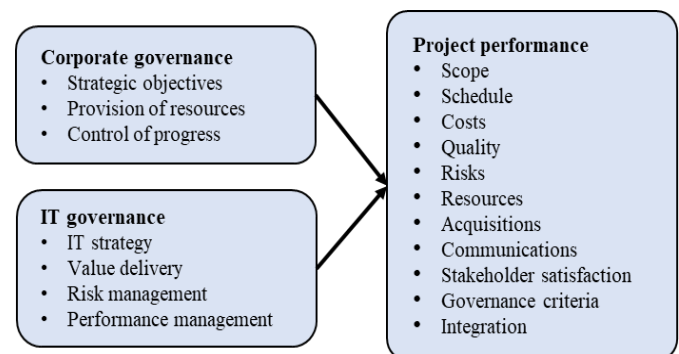 Corporate governance
• Strategic objectives
• Provision of resources
• Control of progress
IT governance
• IT strategy
• Value delivery
• Risk management
• Performance management
Project performance
• Scope
• Schedule
• Costs
• Quality
• Risks
• Resources
• Acquisitions
• Communications
• Stakeholder satisfaction
• Governance criteria
• Integration